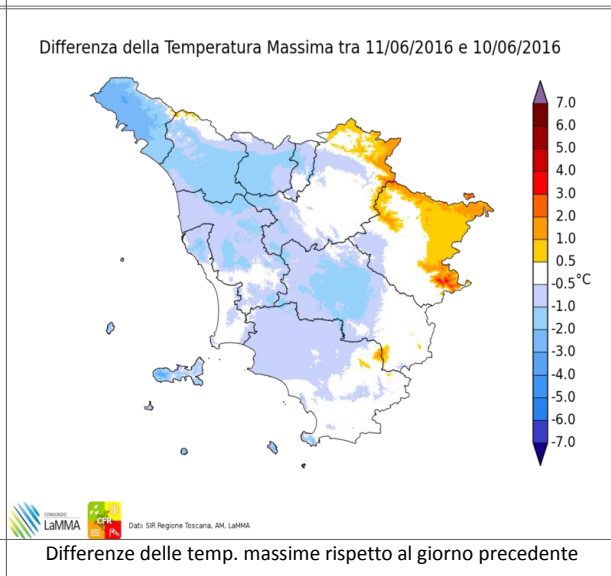 Differenza della Temperatura Massima tra 11/06/2016 e 10/06/2016
7.0
6.0
5.0
4.0
3.0
2.0
1.0
0.5
-0.5°C
-1.0
-2.0
-3.0
-4.0
-5.0
-6.0
-7.0
CONSORZIO
LaMMA
CFR
Dati: SIR Regione Toscana, AM, LaMMA
Differenze delle temp. massime rispetto al giorno precedente